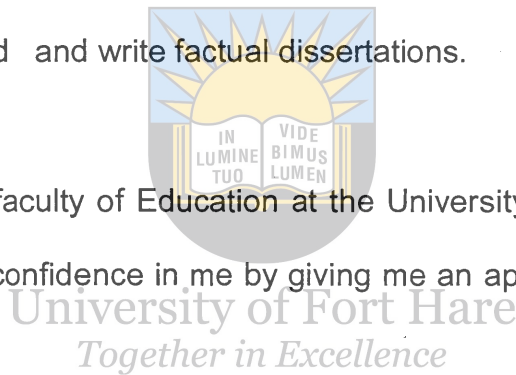 d and write factual dissertations.
IN
LUMINE
TUO
VIDE
BIMUS
LUMEN
faculty of Education at the University
confidence in me by giving me an ap
University of Fort Hare
Together in Excellence